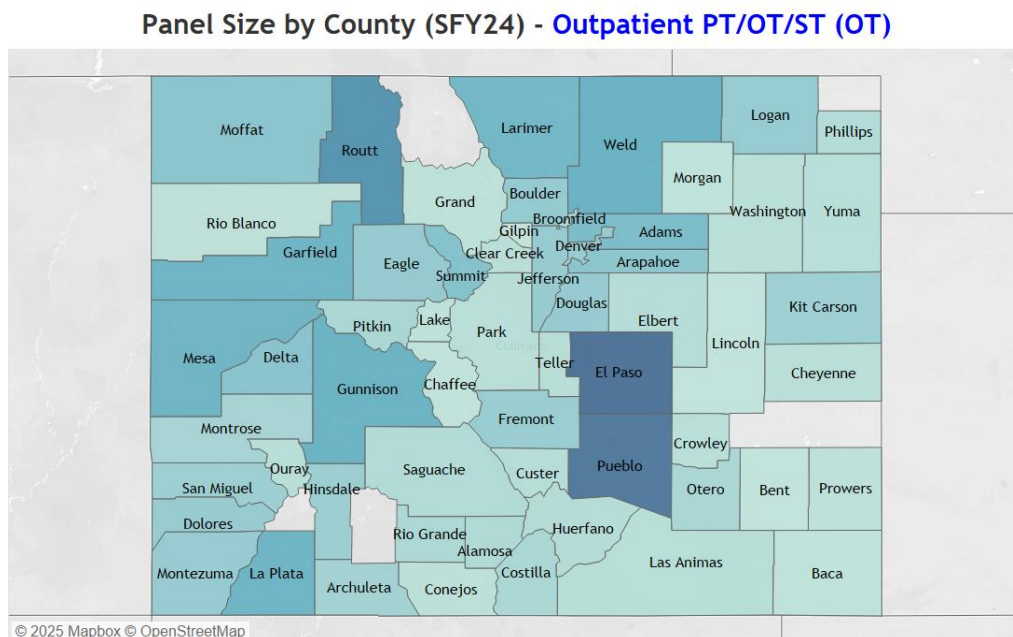 Panel Size by County (SFY24) - Outpatient PT/OT/ST (OT)
Moffat
Routt
Larimer
Weld
Logan
Phillips
Morgan
Grand
Boulder
Broomfield
Washington
Yuma
Rio Blanco
Gilpin
Clear Creek
Denver
Adams
Arapahoe
Garfield
Eagle
Summit
Jefferson
Douglas
Elbert
Kit Carson
Pitkin
Lake
Park
Lincoln
Mesa
Delta
Gunnison
Chaffee
Teller
El Paso
Cheyenne
Colorado
Montrose
Fremont
Crowley
Ouray
Saguache
Custer
Pueblo
San Miguel
Hinsdale
Otero
Bent
Prowers
Dolores
Rio Grande
Alamosa
Huerfano
Montezuma
La Plata
Archuleta
Conejos
Costilla
Las Animas
Baca
© 2025 Mapbox © OpenStreetMap